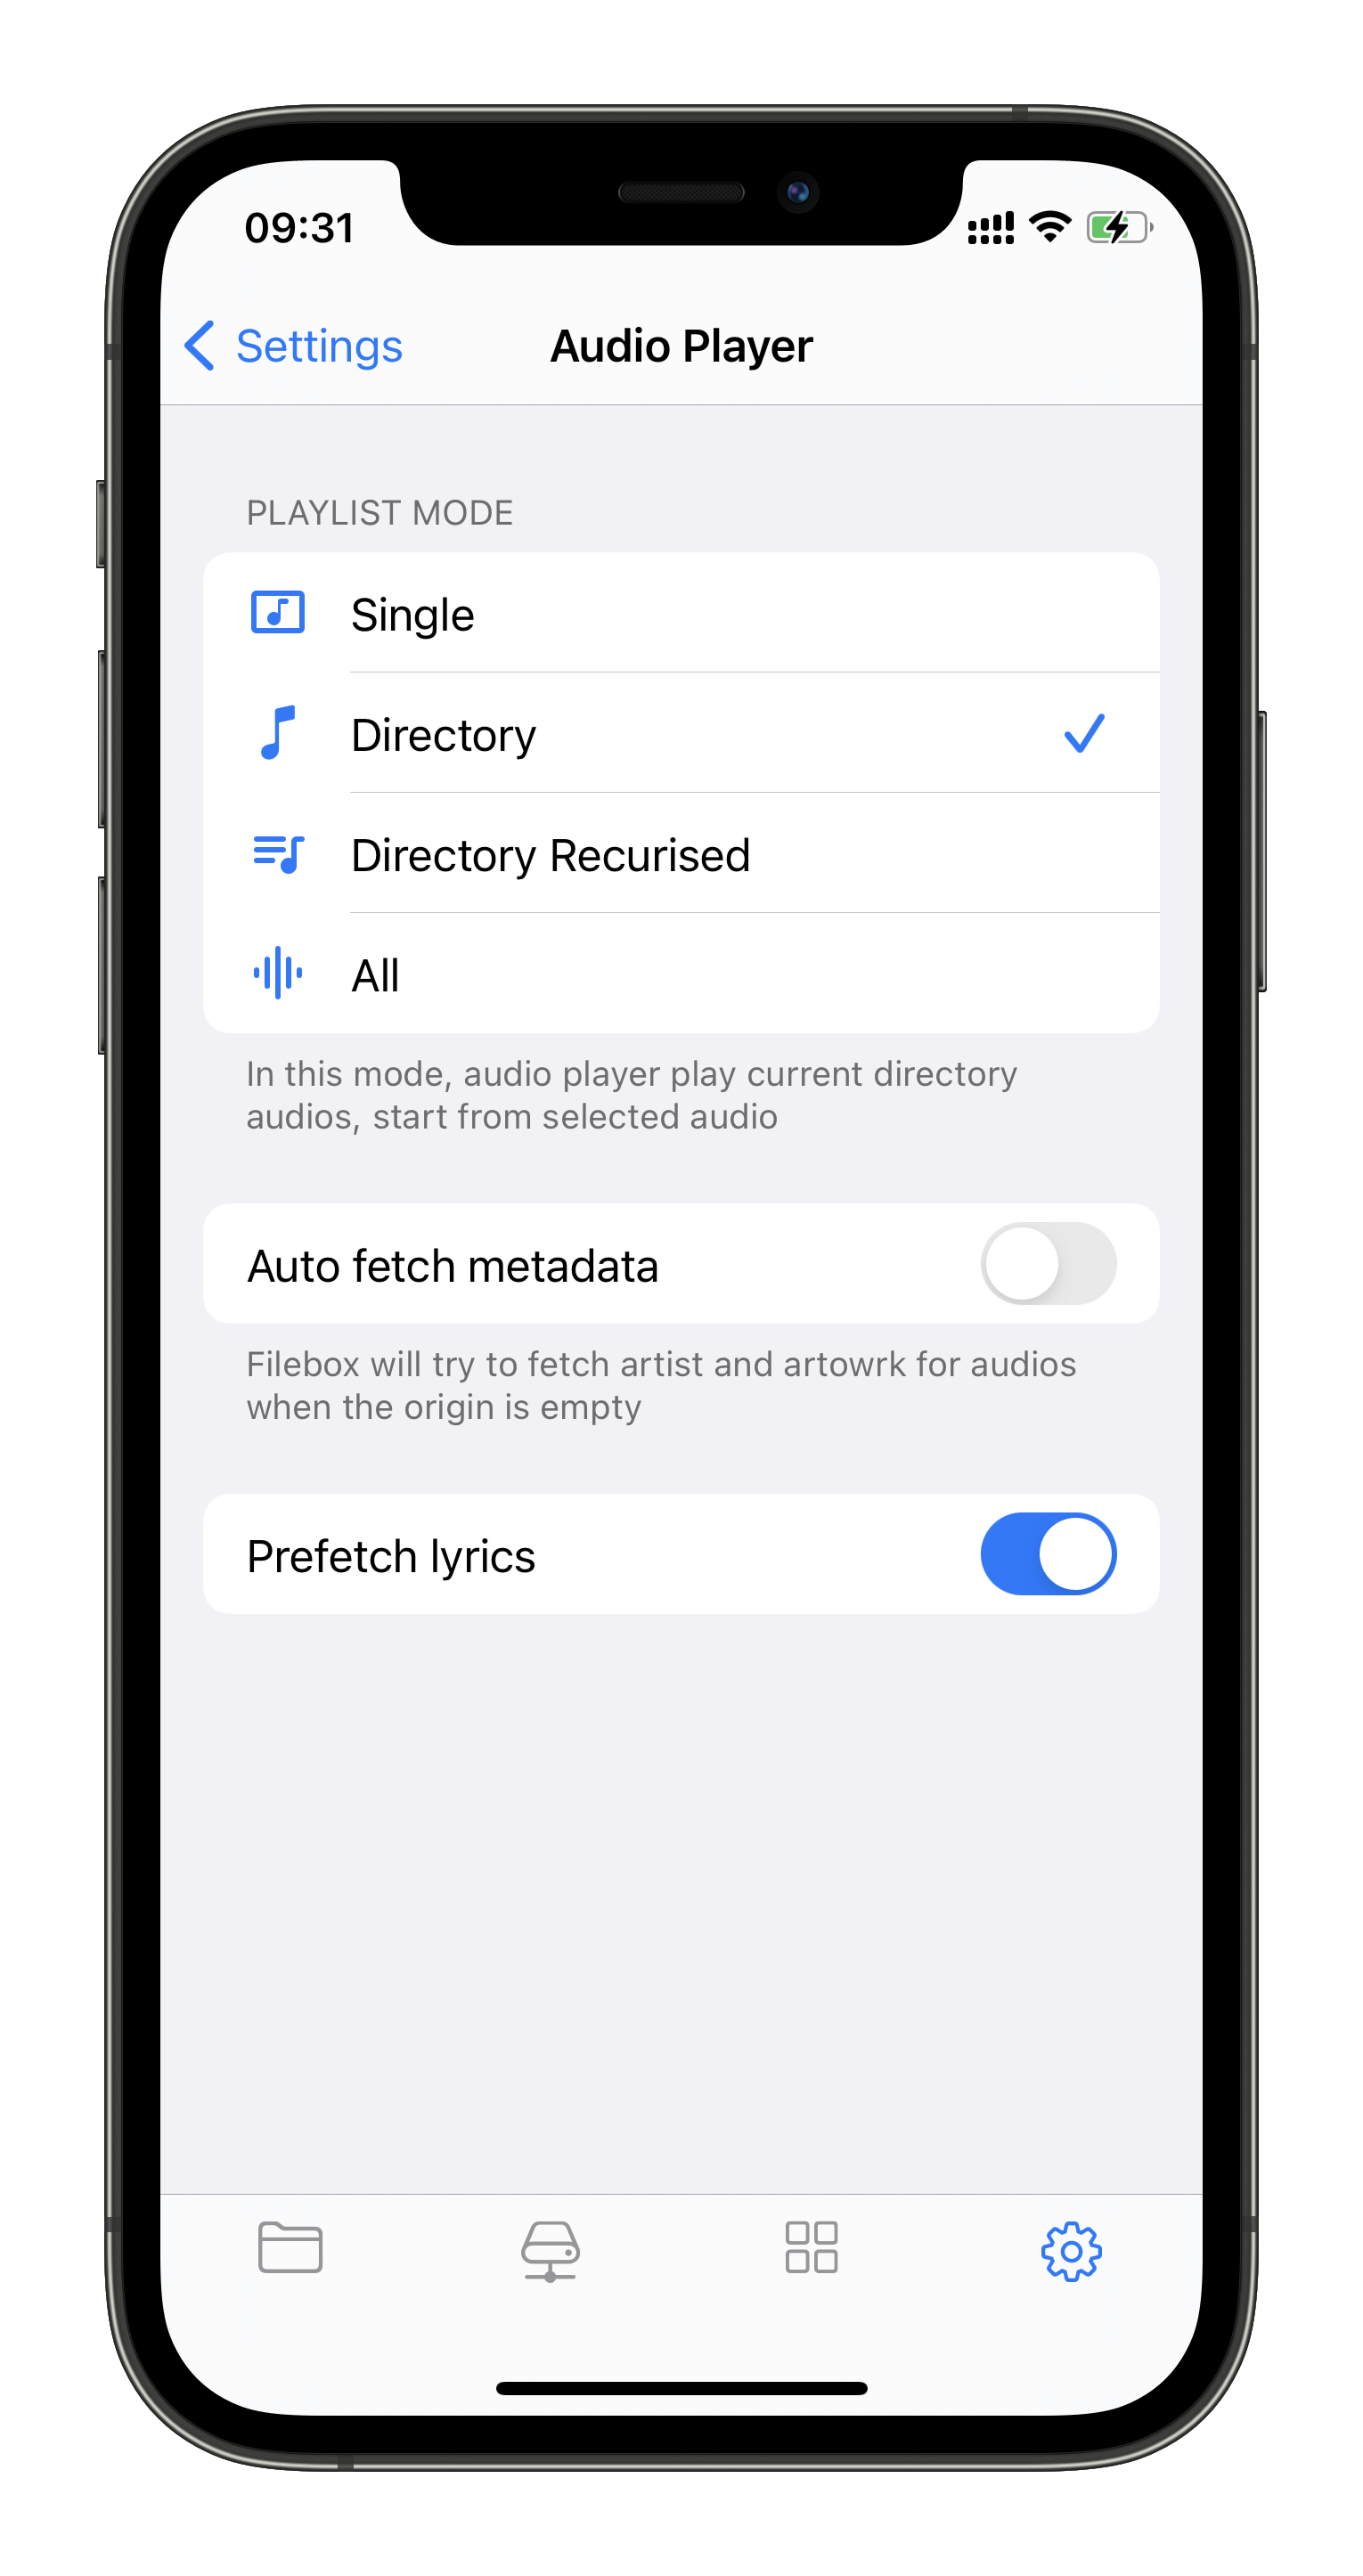 09:31
Settings
Audio Player
PLAYLIST MODE
Single
Directory
Directory Recurised
All
In this mode, audio player play current directory
audios, start from selected audio
Auto fetch metadata
Filebox will try to fetch artist and artowrk for audios
when the origin is empty
Prefetch lyrics